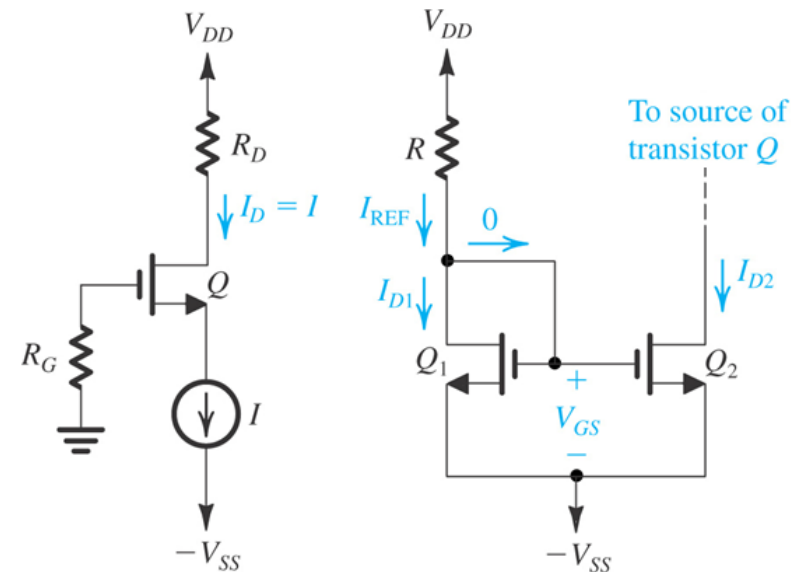 V_DD
R_D
I_D = I
Q
R_G
I
−V_SS
V_DD
To source of
transistor Q
R
I_REF
0
I_D1
I_D2
Q_1
Q_2
+
V_GS
−
−V_SS